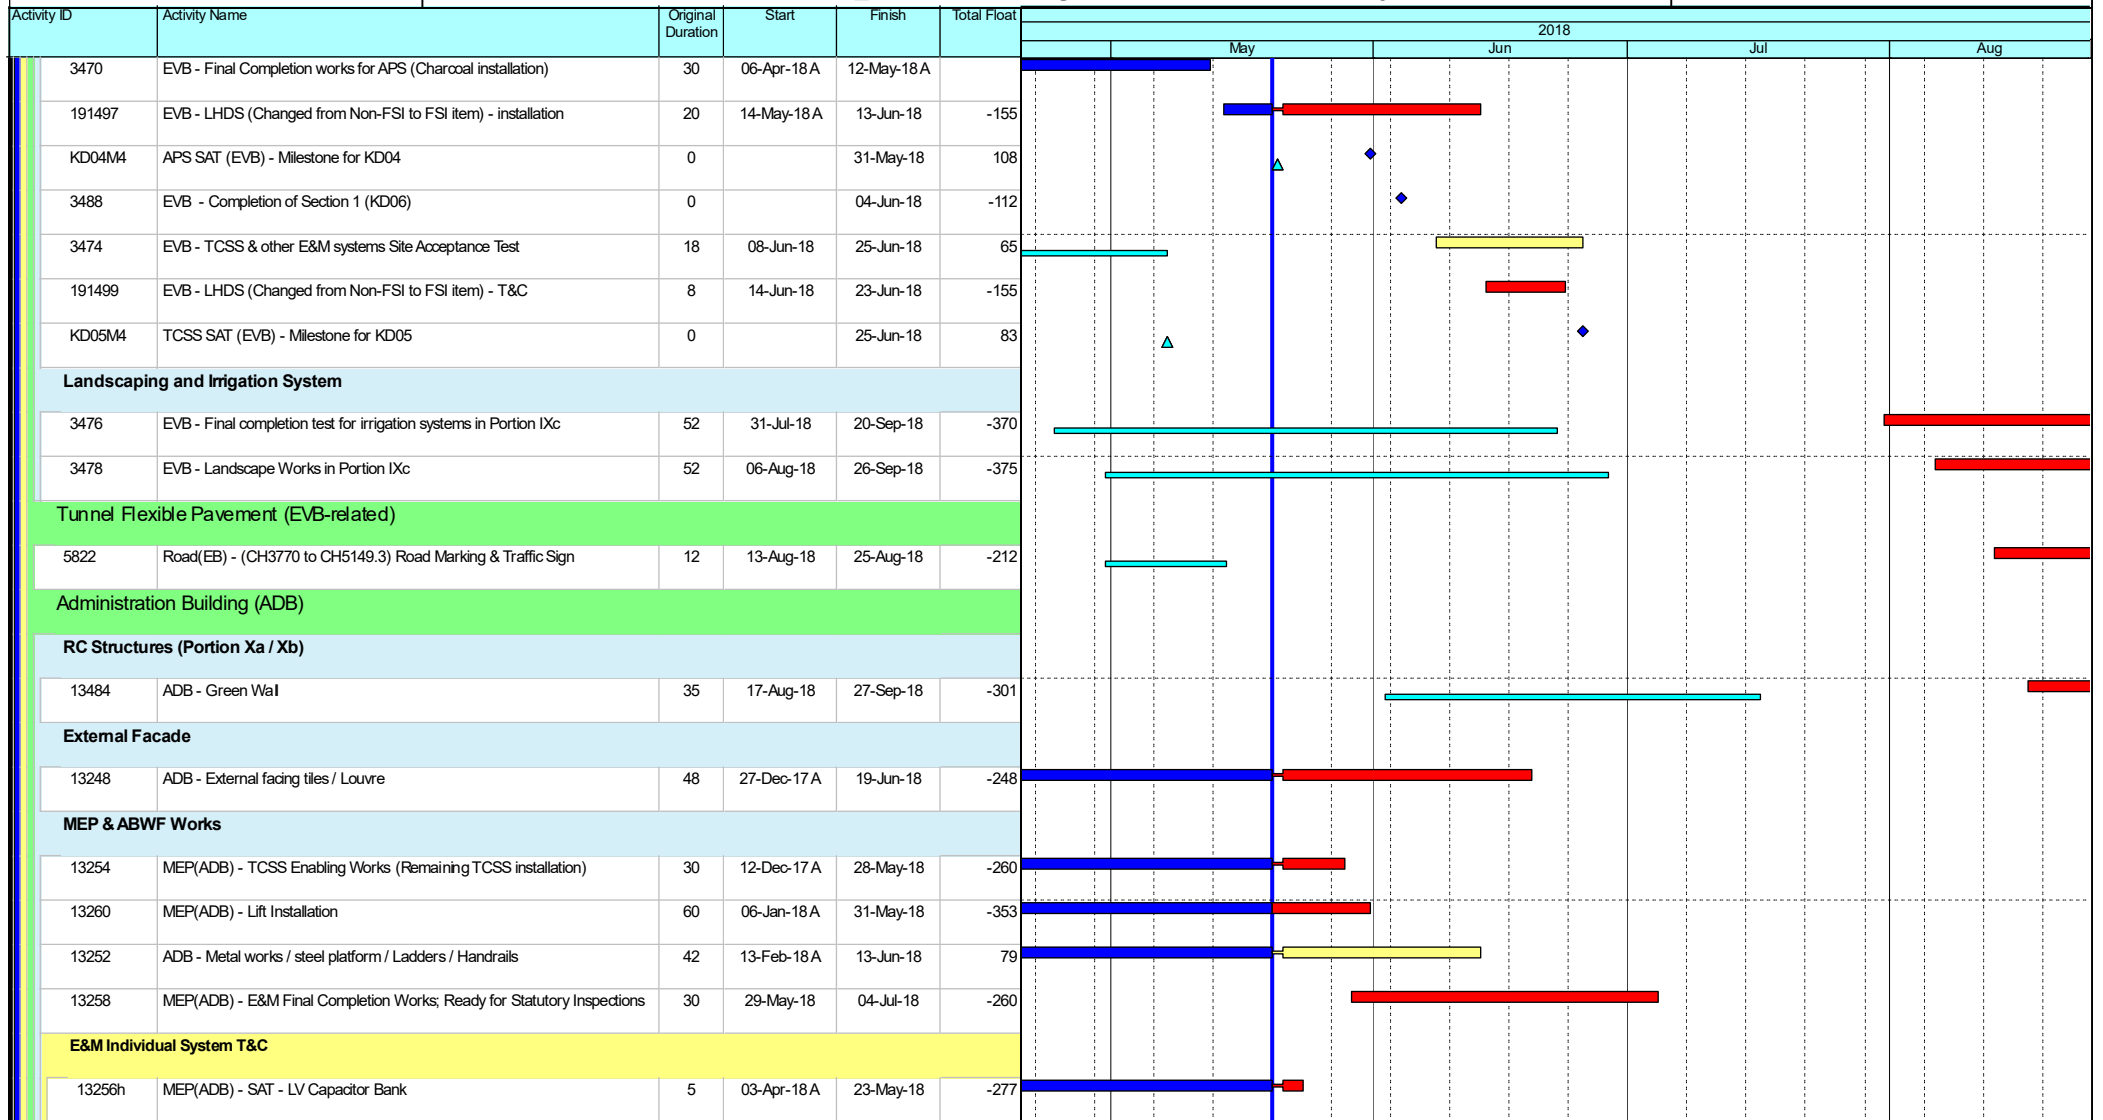 Activity ID Activity Name Original Duration Start Finish Total Float
2018
May Jun Jul Aug
3470 EVB - Final Completion works for APS (Charcoal installation) 30 06-Apr-18 A 12-May-18 A
191497 EVB - LHDS (Changed from Non-FSI to FSI item) - installation 20 14-May-18 A 13-Jun-18 -155
KD04M4 APS SAT (EVB) - Milestone for KD04 0 31-May-18 108
3488 EVB - Completion of Section 1 (KD06) 0 04-Jun-18 -112
3474 EVB - TCSS & other E&M systems Site Acceptance Test 18 08-Jun-18 25-Jun-18 65
191499 EVB - LHDS (Changed from Non-FSI to FSI item) - T&C 8 14-Jun-18 23-Jun-18 -155
KD05M4 TCSS SAT (EVB) - Milestone for KD05 0 25-Jun-18 83
Landscaping and Irrigation System
3476 EVB - Final completion test for irrigation systems in Portion IXc 52 31-Jul-18 20-Sep-18 -370
3478 EVB - Landscape Works in Portion IXc 52 06-Aug-18 26-Sep-18 -375
Tunnel Flexible Pavement (EVB-related)
5822 Road(EB) - (CH3770 to CH5149.3) Road Marking & Traffic Sign 12 13-Aug-18 25-Aug-18 -212
Administration Building (ADB)
RC Structures (Portion Xa / Xb)
13484 ADB - Green Wall 35 17-Aug-18 27-Sep-18 -301
External Facade
13248 ADB - External facing tiles / Louvre 48 27-Dec-17 A 19-Jun-18 -248
MEP & ABWF Works
13254 MEP(ADB) - TCSS Enabling Works (Remaining TCSS installation) 30 12-Dec-17 A 28-May-18 -260
13260 MEP(ADB) - Lift Installation 60 06-Jan-18 A 31-May-18 -353
13252 ADB - Metal works / steel platform / Ladders / Handrails 42 13-Feb-18 A 13-Jun-18 79
13258 MEP(ADB) - E&M Final Completion Works; Ready for Statutory Inspections 30 29-May-18 04-Jul-18 -260
E&M Individual System T&C
13256h MEP(ADB) - SAT - LV Capacitor Bank 5 03-Apr-18 A 23-May-18 -277